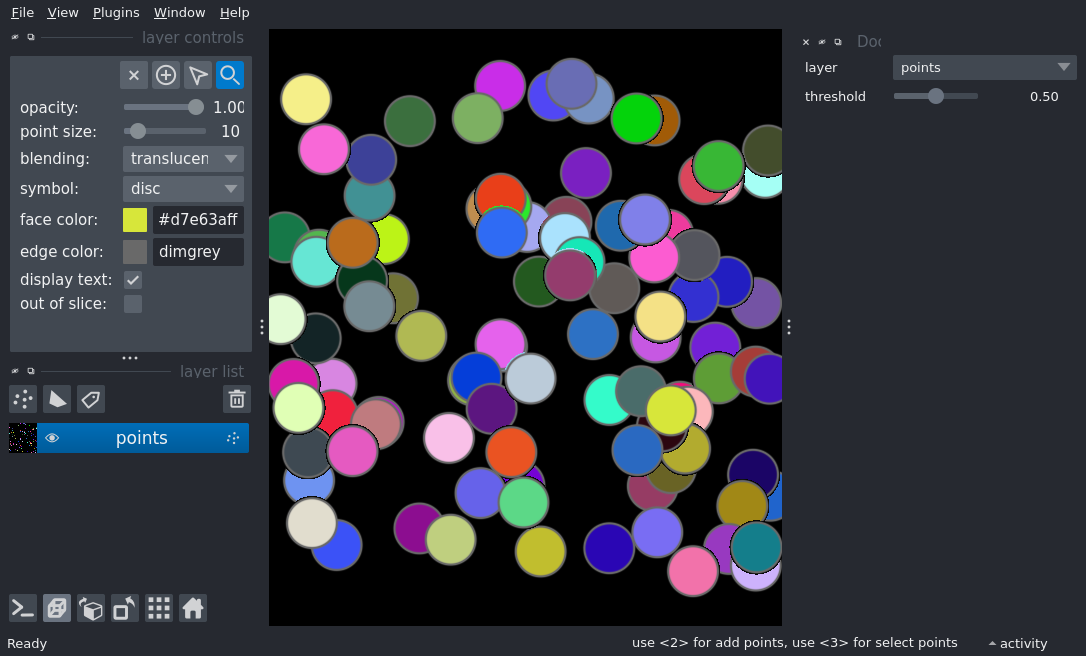 File View Plugins Window Help
layer controls
opacity: 1.00
point size: 10
blending: translucen
symbol: disc
face color: #d7e63aff
edge color: dimgrey
display text:
out of slice:
layer list
points
Doc
layer points
threshold 0.50
Ready
use <2> for add points, use <3> for select points
activity